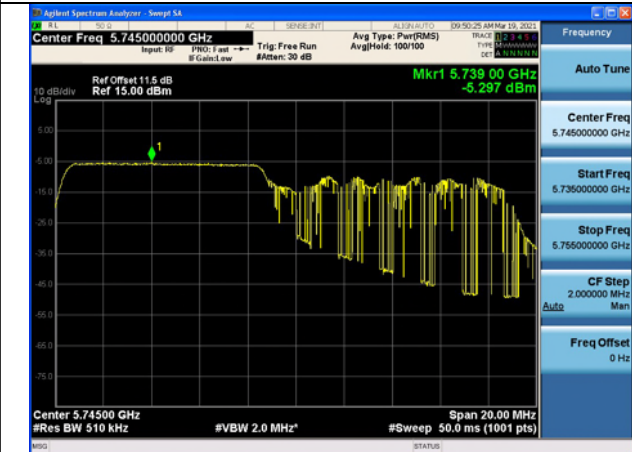 Agilent Spectrum Analyzer - Swept SA
RL 50 Ω AC SENSE:INT ALIGN AUTO 09:50:25 AM Mar 19, 2021
Center Freq 5.745000000 GHz
Input: RF PNO: Fast Trig: Free Run Avg Type: Pwr(RMS) TRACE 1 2 3 4 5 6
IFGain:Low #Atten: 30 dB Avg|Hold: 100/100 TYPE
DET A N N N N N
Frequency
Mkr1 5.739 00 GHz
-5.297 dBm
Ref Offset 11.5 dB
10 dB/div Ref 15.00 dBm
Log
5.00
-5.00
-15.0
-25.0
-35.0
-45.0
-55.0
-65.0
-75.0
1
Center 5.74500 GHz Span 20.00 MHz
#Res BW 510 kHz #VBW 2.0 MHz* #Sweep 50.0 ms (1001 pts)
MSG STATUS
Auto Tune
Center Freq
5.745000000 GHz
Start Freq
5.735000000 GHz
Stop Freq
5.755000000 GHz
CF Step
2.000000 MHz
Auto Man
Freq Offset
0 Hz